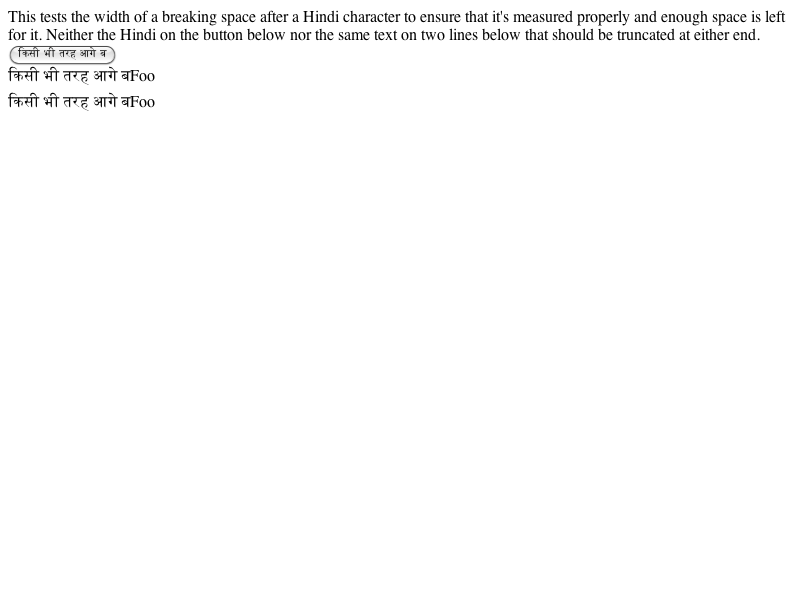 This tests the width of a breaking space after a Hindi character to ensure that it's measured properly and enough space is left
for it. Neither the Hindi on the button below nor the same text on two lines below that should be truncated at either end.
किसी भी तरह आगे ब
किसी भी तरह आगे बFoo
किसी भी तरह आगे बFoo